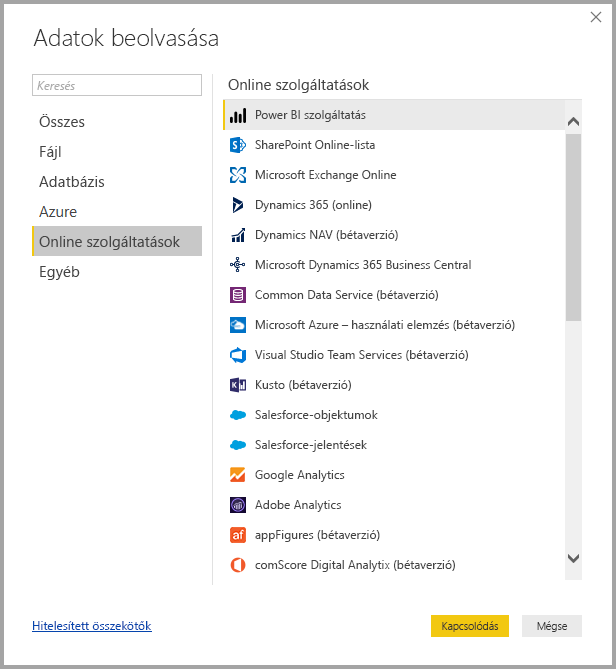 Adatok beolvasása
Keresés
Összes
Fájl
Adatbázis
Azure
Online szolgáltatások
Egyéb
Online szolgáltatások
Power BI szolgáltatás
SharePoint Online-lista
Microsoft Exchange Online
Dynamics 365 (online)
Dynamics NAV (bétaverzió)
Microsoft Dynamics 365 Business Central
Common Data Service (bétaverzió)
Microsoft Azure – használati elemzés (bétaverzió)
Visual Studio Team Services (bétaverzió)
Kusto (bétaverzió)
Salesforce-objektumok
Salesforce-jelentések
Google Analytics
Adobe Analytics
appFigures (bétaverzió)
comScore Digital Analytix (bétaverzió)
Hitelesített összekötők
Kapcsolódás
Mégse